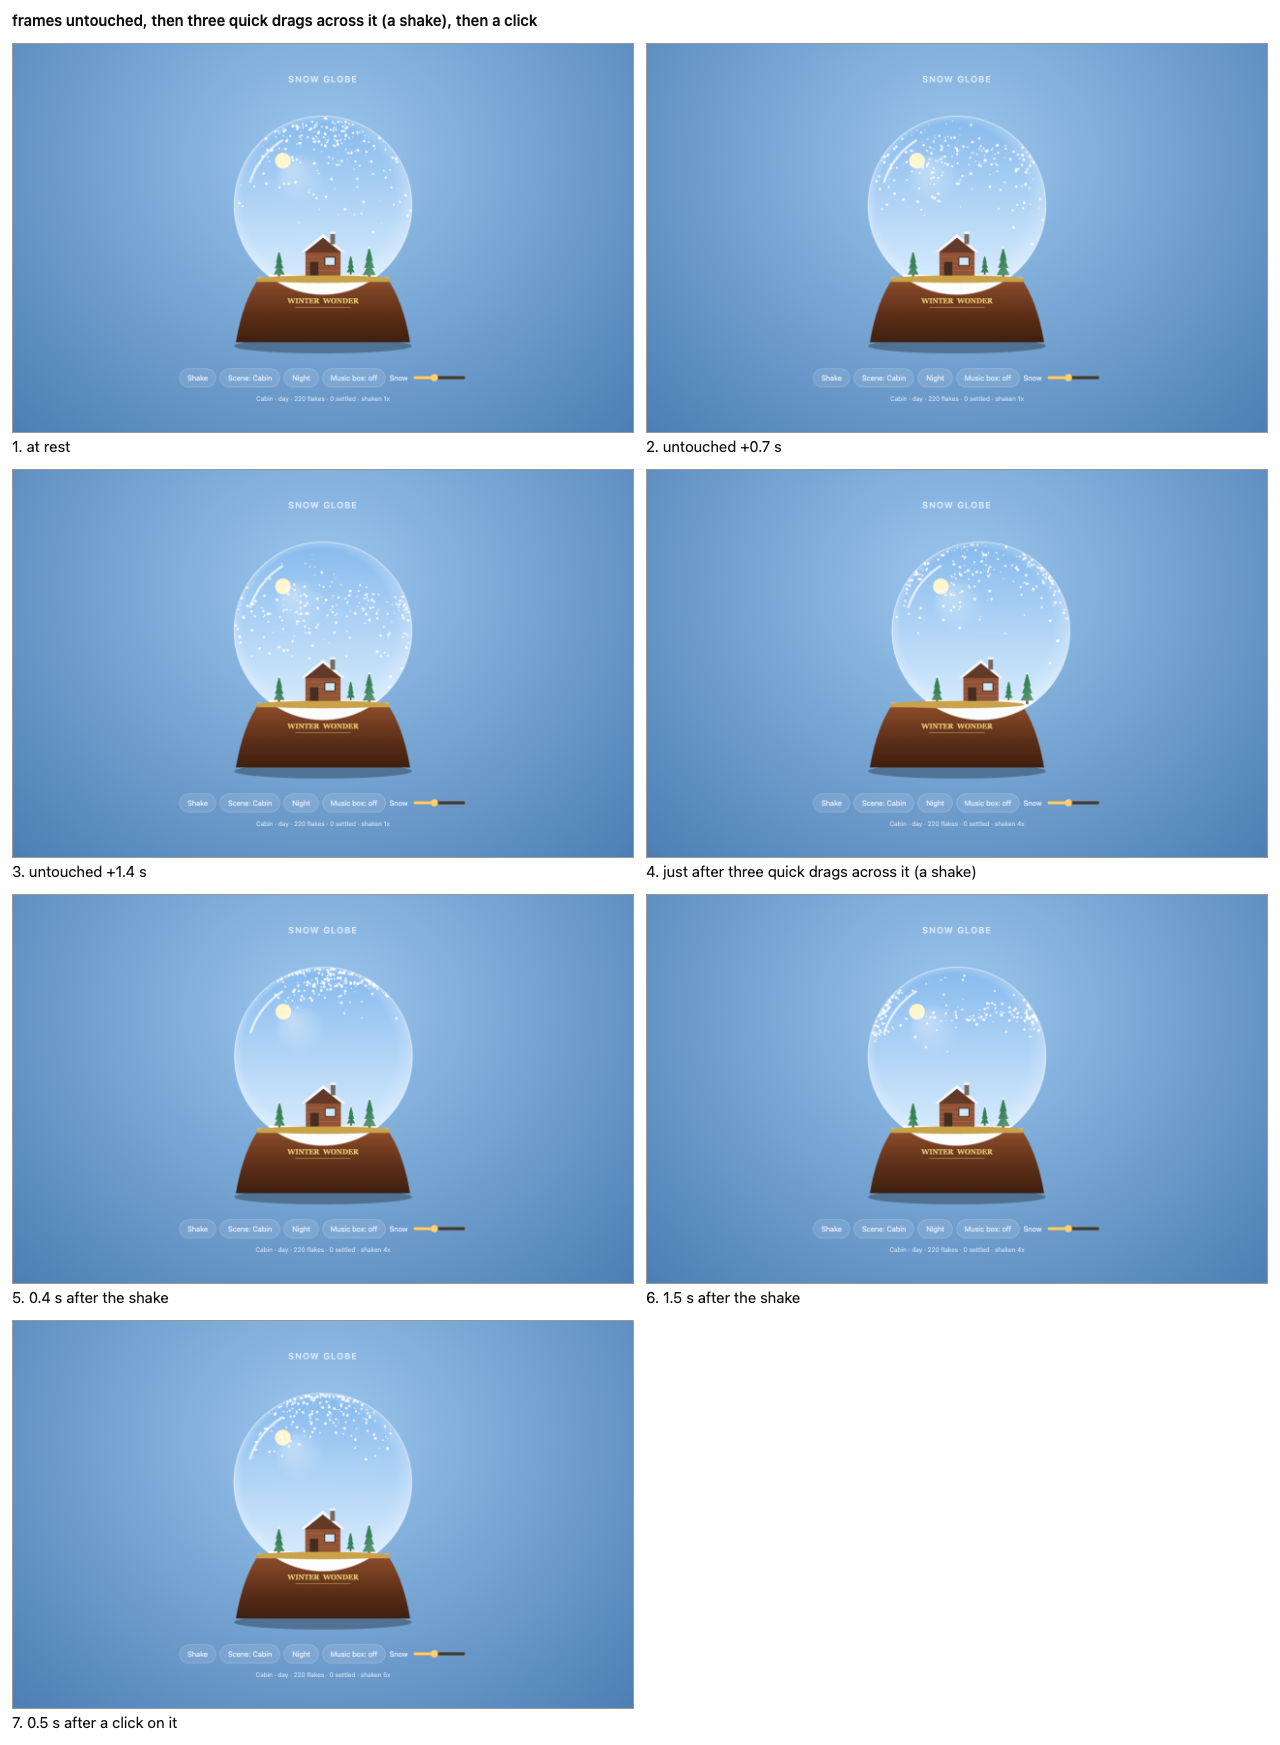 frames untouched, then three quick drags across it (a shake), then a click
SNOW GLOBE
WINTER WONDER
Shake Scene: Cabin Night Music box: off Snow
Cabin · day · 220 flakes · 0 settled · shaken 1x
1. at rest
SNOW GLOBE
WINTER WONDER
Shake Scene: Cabin Night Music box: off Snow
Cabin · day · 220 flakes · 0 settled · shaken 1x
2. untouched +0.7 s
SNOW GLOBE
WINTER WONDER
Shake Scene: Cabin Night Music box: off Snow
Cabin · day · 220 flakes · 0 settled · shaken 1x
3. untouched +1.4 s
SNOW GLOBE
WINTER WONDER
Shake Scene: Cabin Night Music box: off Snow
Cabin · day · 220 flakes · 0 settled · shaken 4x
4. just after three quick drags across it (a shake)
SNOW GLOBE
WINTER WONDER
Shake Scene: Cabin Night Music box: off Snow
Cabin · day · 220 flakes · 0 settled · shaken 4x
5. 0.4 s after the shake
SNOW GLOBE
WINTER WONDER
Shake Scene: Cabin Night Music box: off Snow
Cabin · day · 220 flakes · 0 settled · shaken 4x
6. 1.5 s after the shake
SNOW GLOBE
WINTER WONDER
Shake Scene: Cabin Night Music box: off Snow
Cabin · day · 220 flakes · 0 settled · shaken 5x
7. 0.5 s after a click on it